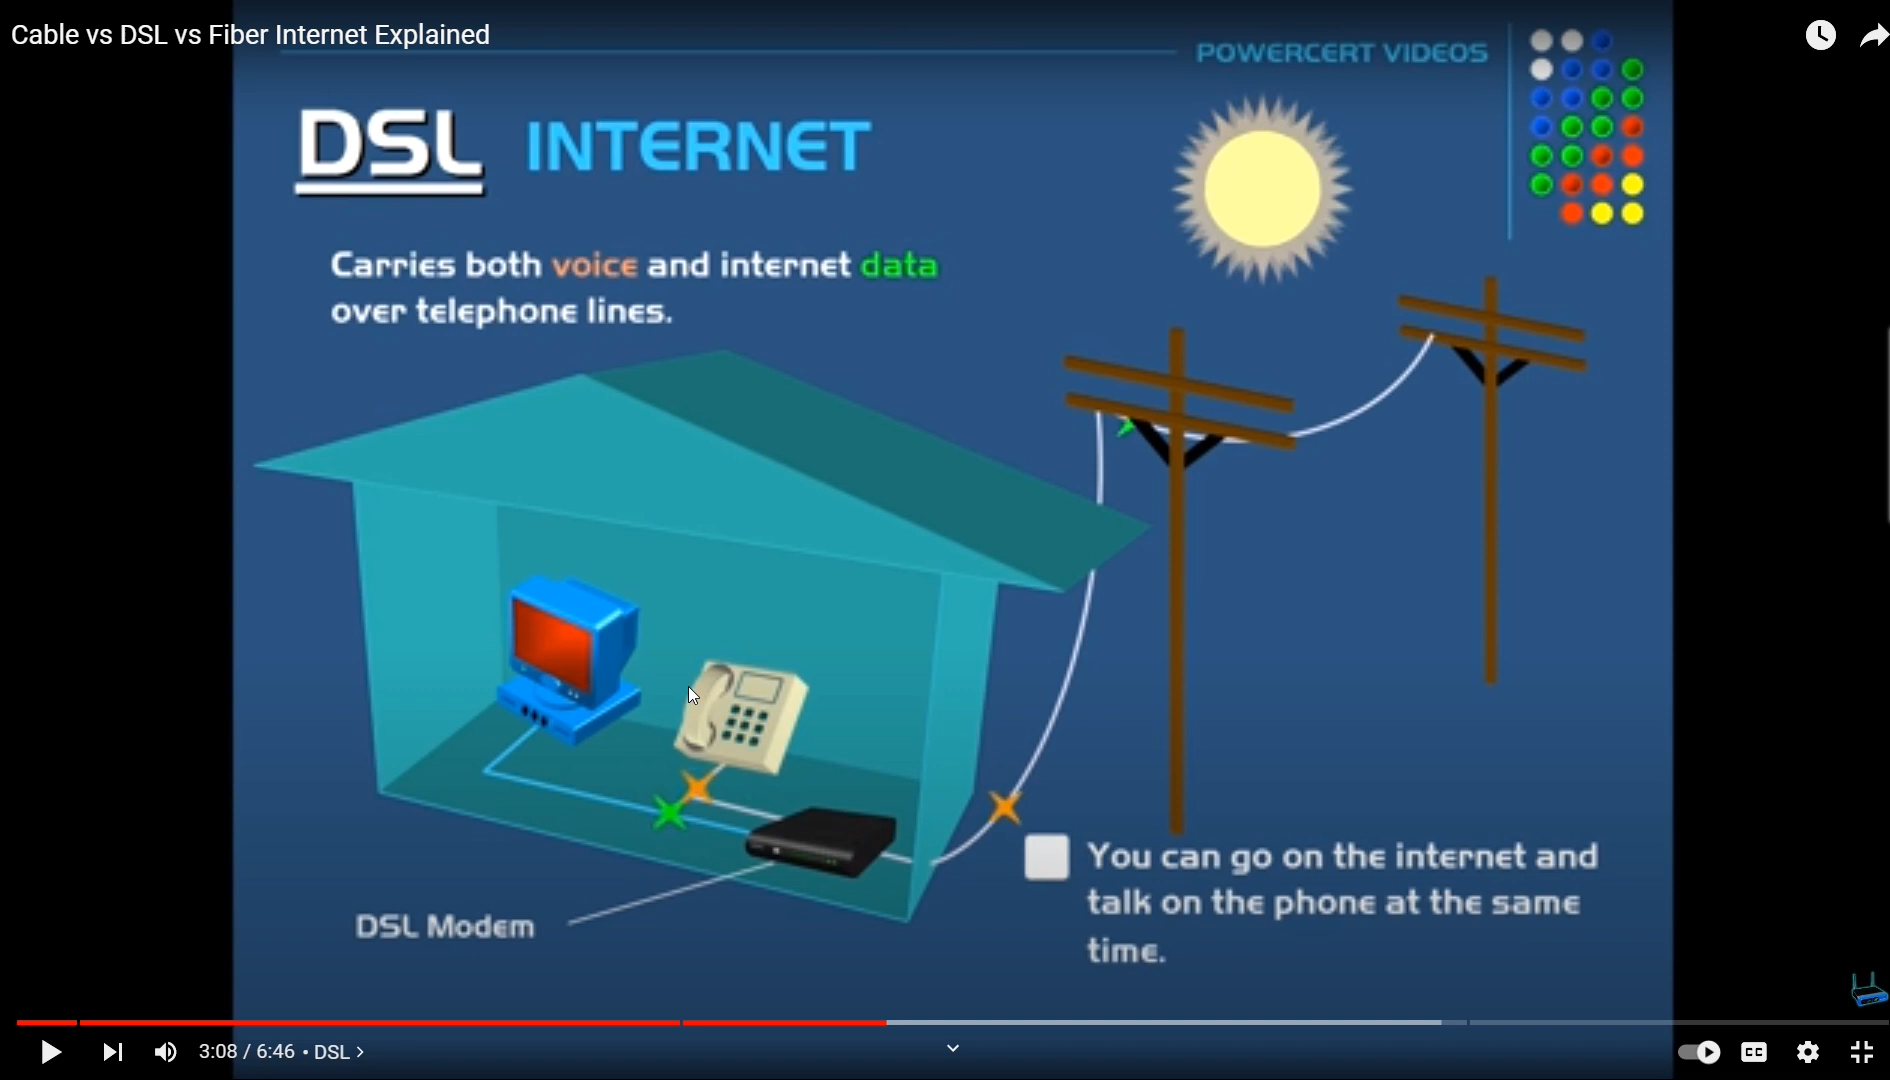 Cable vs DSL vs Fiber Internet Explained
POWERCERT VIDEOS
DSL INTERNET
Carries both voice and internet data
over telephone lines.
DSL Modem
You can go on the internet and
talk on the phone at the same
time.
3:08 / 6:46 • DSL >
CC